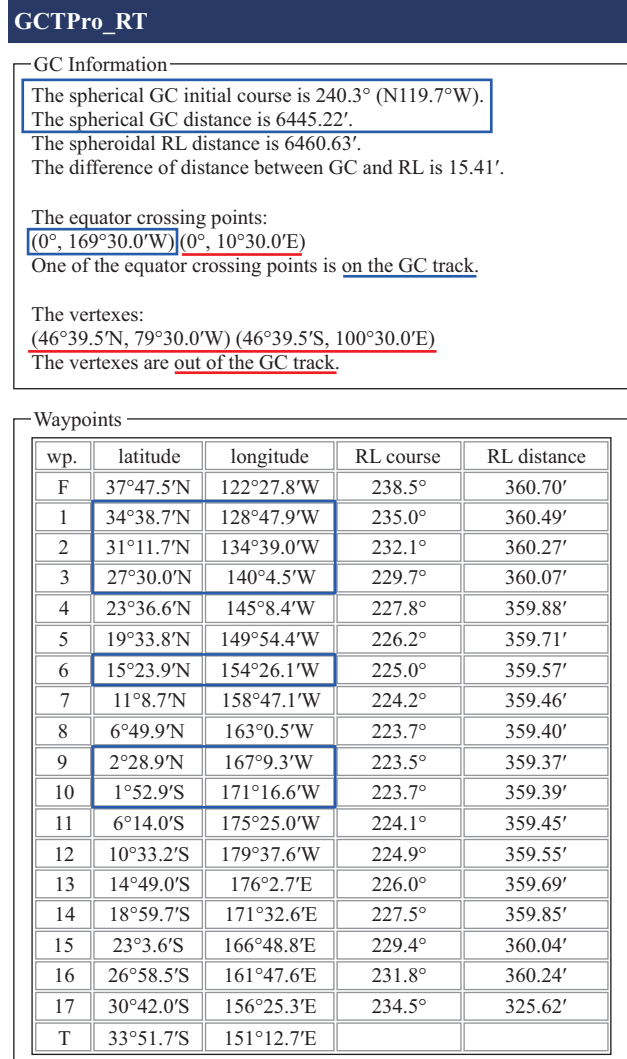 GCTPro_RT
GC Information
The spherical GC initial course is 240.3° (N119.7°W).
The spherical GC distance is 6445.22′.
The spheroidal RL distance is 6460.63′.
The difference of distance between GC and RL is 15.41′.
The equator crossing points:
(0°, 169°30.0′W) (0°, 10°30.0′E)
One of the equator crossing points is on the GC track.
The vertexes:
(46°39.5′N, 79°30.0′W) (46°39.5′S, 100°30.0′E)
The vertexes are out of the GC track.
Waypoints
wp. latitude longitude RL course RL distance
F 37°47.5′N 122°27.8′W 238.5° 360.70′
1 34°38.7′N 128°47.9′W 235.0° 360.49′
2 31°11.7′N 134°39.0′W 232.1° 360.27′
3 27°30.0′N 140°4.5′W 229.7° 360.07′
4 23°36.6′N 145°8.4′W 227.8° 359.88′
5 19°33.8′N 149°54.4′W 226.2° 359.71′
6 15°23.9′N 154°26.1′W 225.0° 359.57′
7 11°8.7′N 158°47.1′W 224.2° 359.46′
8 6°49.9′N 163°0.5′W 223.7° 359.40′
9 2°28.9′N 167°9.3′W 223.5° 359.37′
10 1°52.9′S 171°16.6′W 223.7° 359.39′
11 6°14.0′S 175°25.0′W 224.1° 359.45′
12 10°33.2′S 179°37.6′W 224.9° 359.55′
13 14°49.0′S 176°2.7′E 226.0° 359.69′
14 18°59.7′S 171°32.6′E 227.5° 359.85′
15 23°3.6′S 166°48.8′E 229.4° 360.04′
16 26°58.5′S 161°47.6′E 231.8° 360.24′
17 30°42.0′S 156°25.3′E 234.5° 325.62′
T 33°51.7′S 151°12.7′E